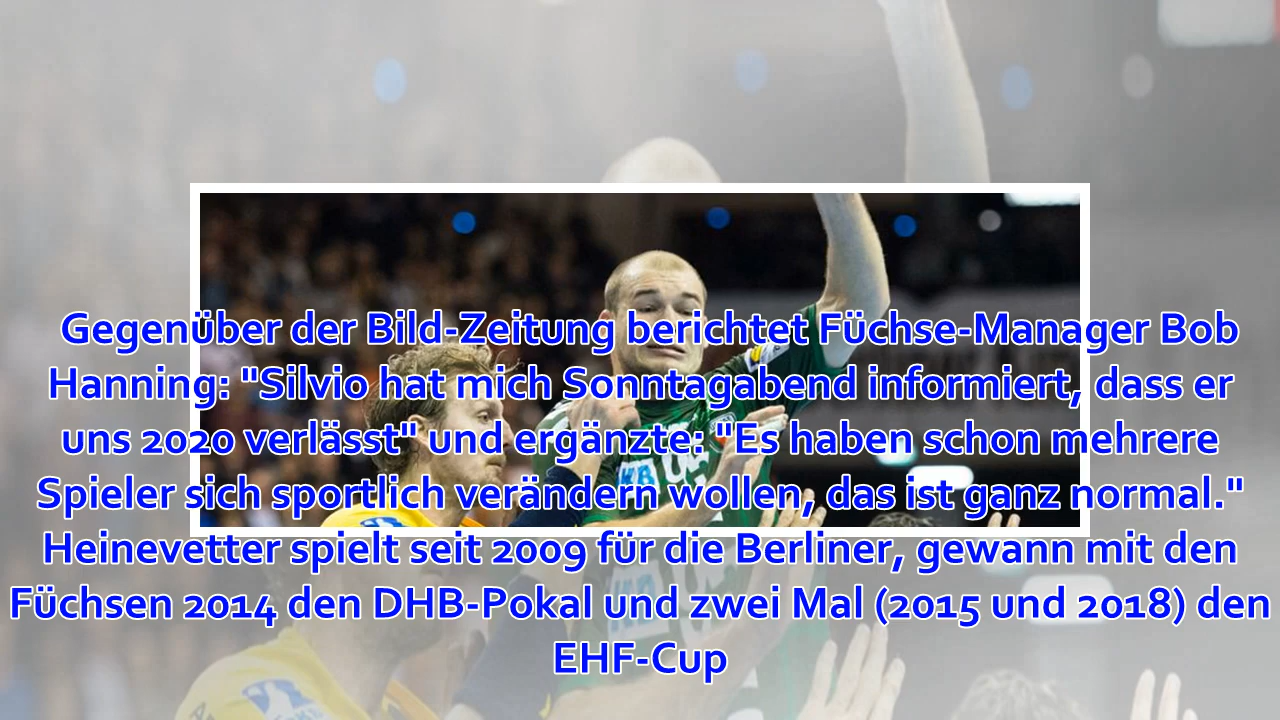 Gegenüber der Bild-Zeitung berichtet Füchse-Manager Bob
Hanning: "Silvio hat mich Sonntagabend informiert, dass er
uns 2020 verlässt" und ergänzte: "Es haben schon mehrere
Spieler sich sportlich verändern wollen, das ist ganz normal."
Heinevetter spielt seit 2009 für die Berliner, gewann mit den
Füchsen 2014 den DHB-Pokal und zwei Mal (2015 und 2018) den
EHF-Cup